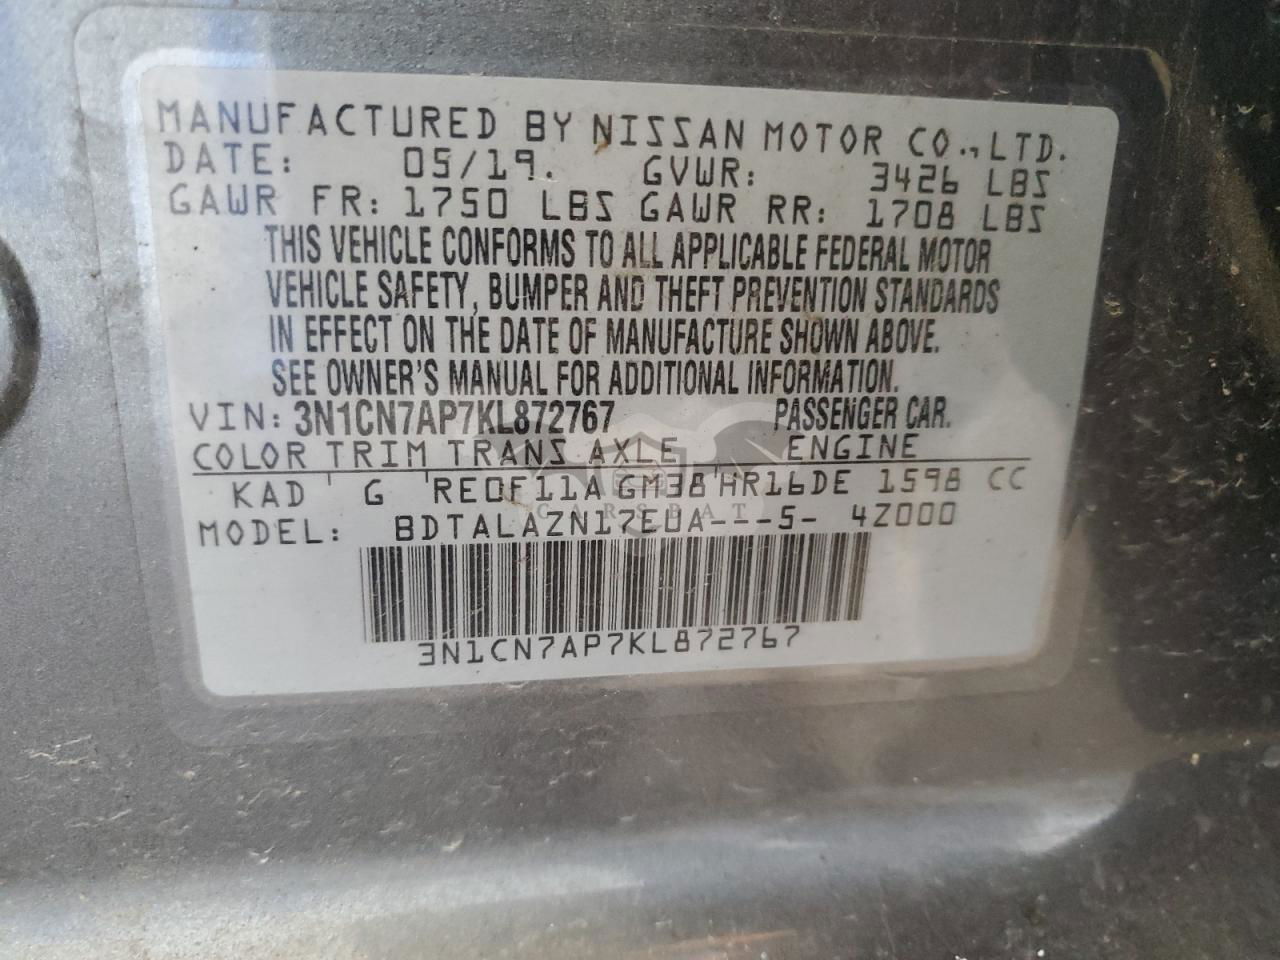 MANUFACTURED BY NISSAN MOTOR CO., LTD.
DATE: 05/19. GVWR: 3426 LBS
GAWR FR: 1750 LBS GAWR RR: 1708 LBS
THIS VEHICLE CONFORMS TO ALL APPLICABLE FEDERAL MOTOR
VEHICLE SAFETY, BUMPER AND THEFT PREVENTION STANDARDS
IN EFFECT ON THE DATE OF MANUFACTURE SHOWN ABOVE.
SEE OWNER'S MANUAL FOR ADDITIONAL INFORMATION.
VIN: 3N1CN7AP7KL872767 PASSENGER CAR.
COLOR TRIM TRANS AXLE ENGINE
KAD G RE0F11A GM38 HR16DE 1598 CC
CARSBAT
MODEL: BDTALAZN17EUA---5- 4Z000
3N1CN7AP7KL872767